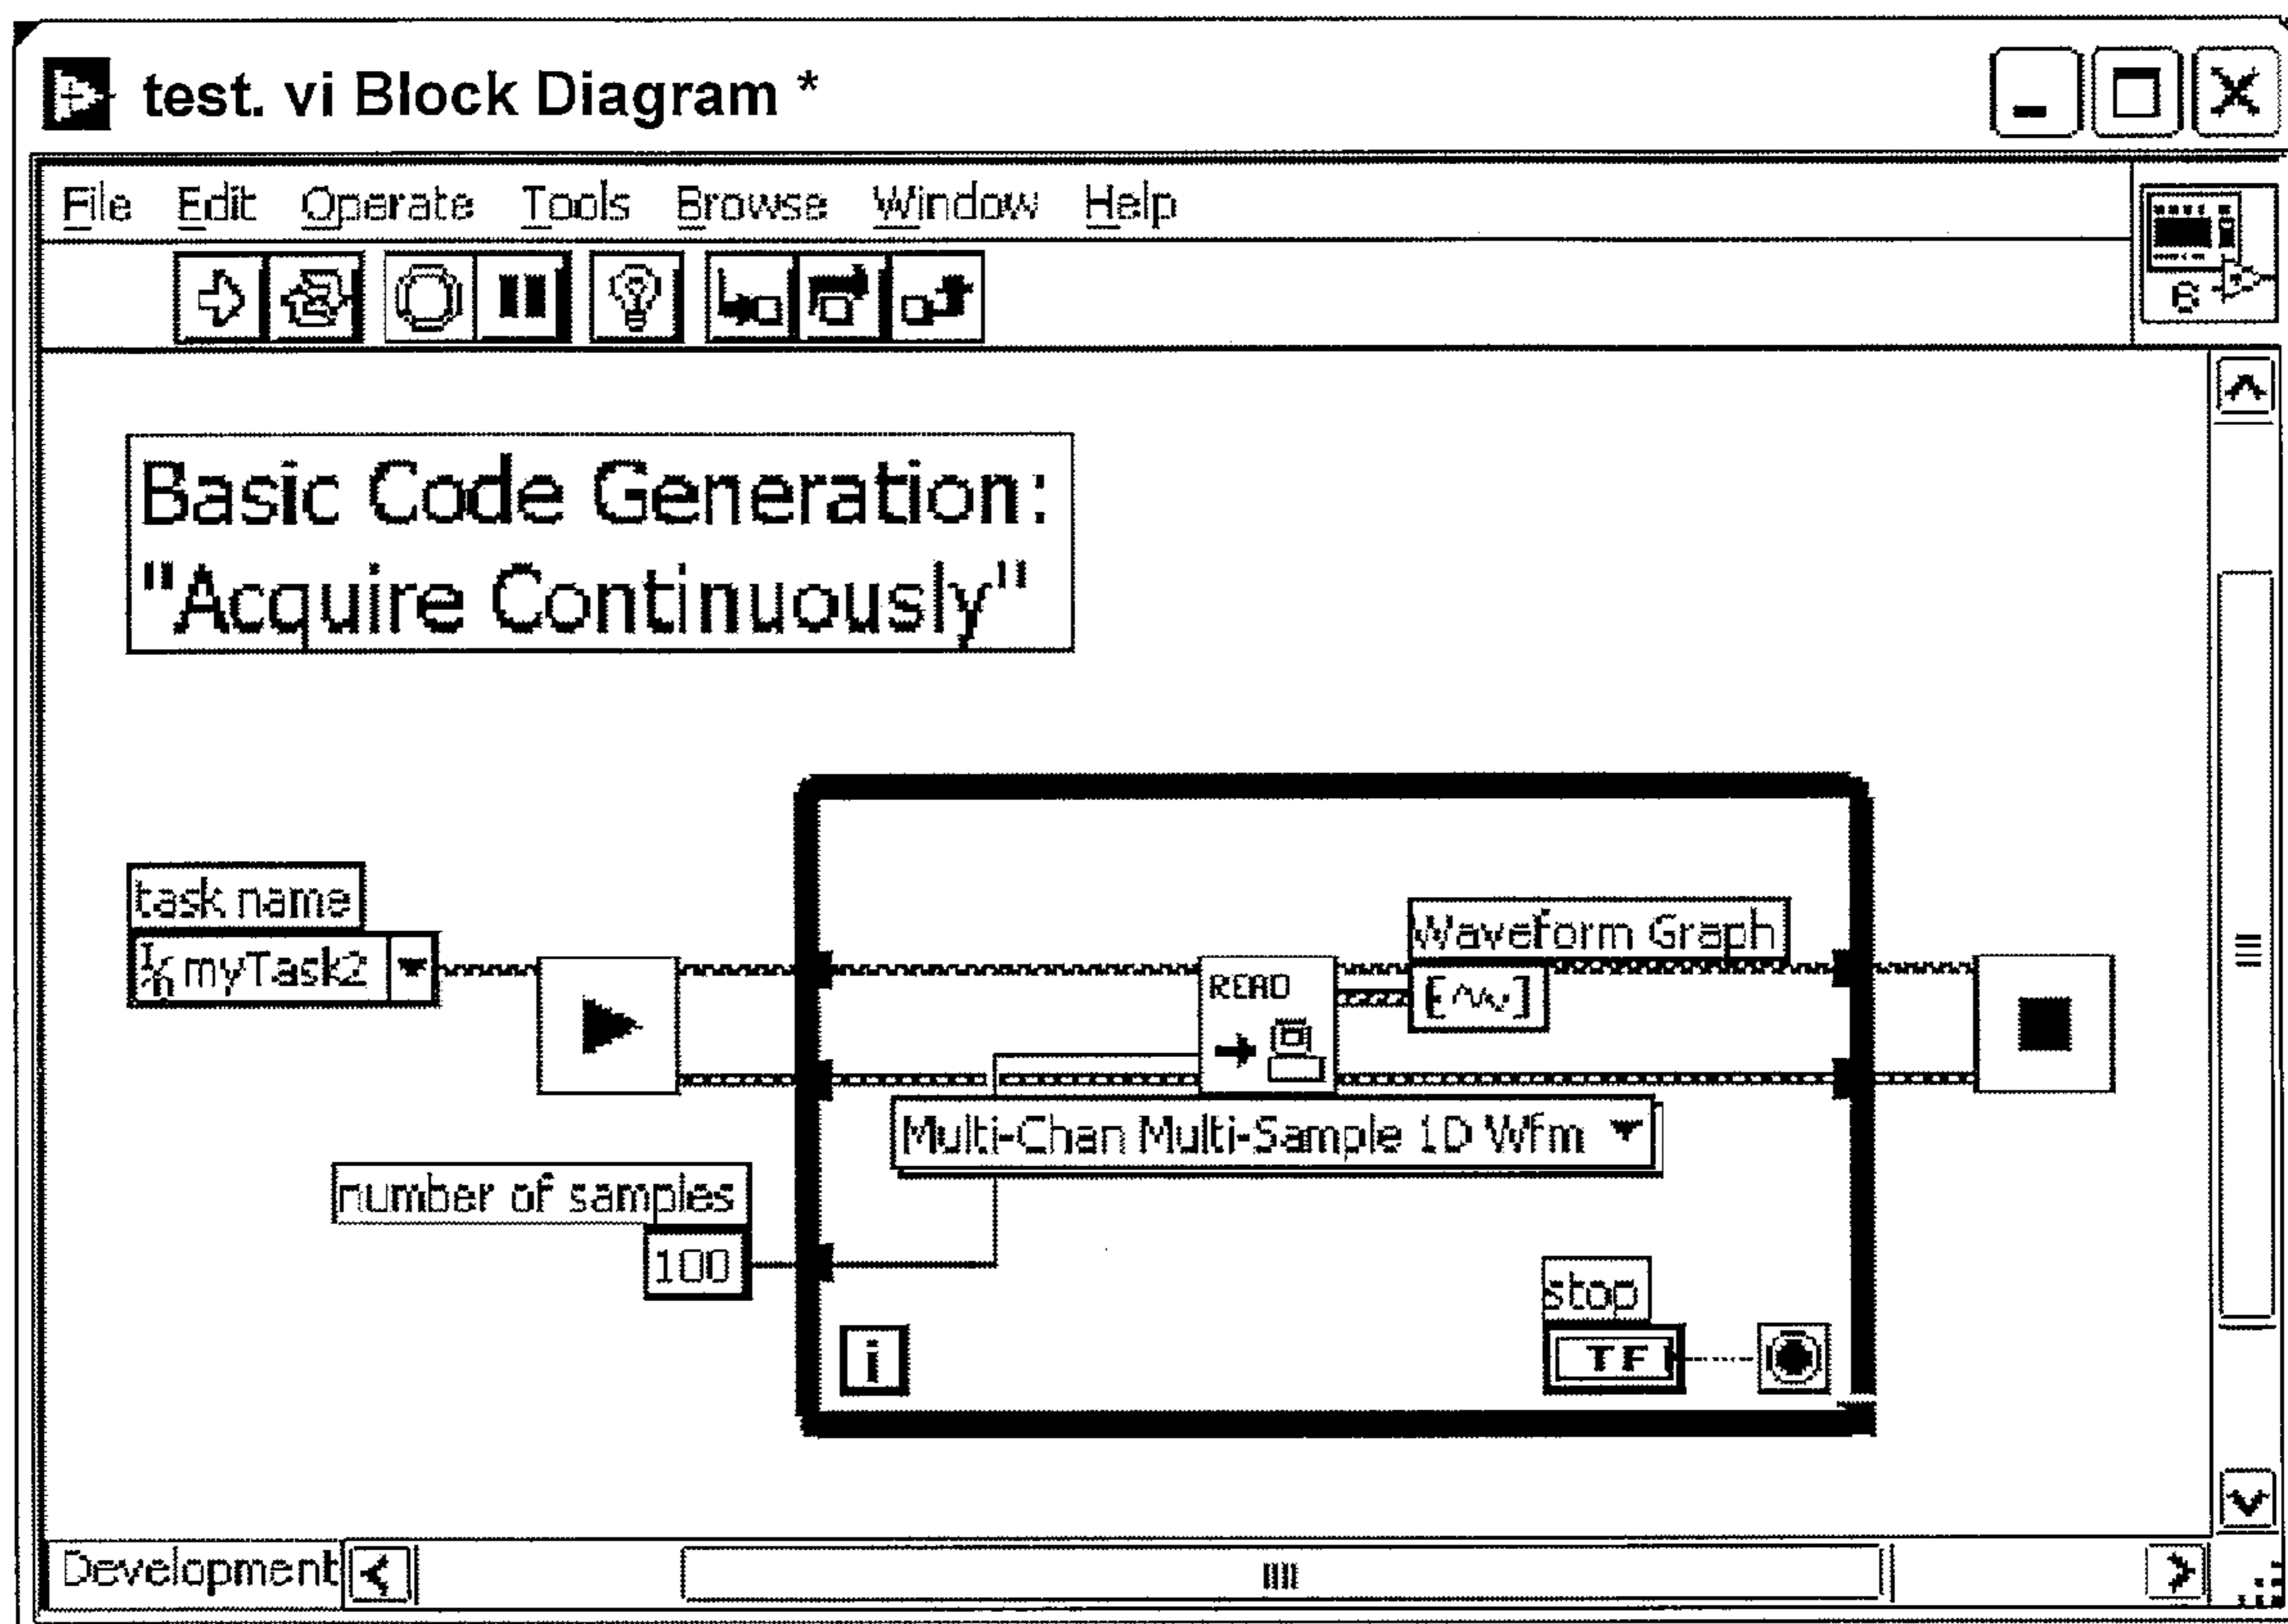 test. vi Block Diagram *
File Edit Operate Tools Browse Window Help
6
Basic Code Generation:
"Acquire Continuously"
task name
myTask2
Waveform Graph
READ
Multi-Chan Multi-Sample 1D Wfm
number of samples
100
stop
i
TF
Development